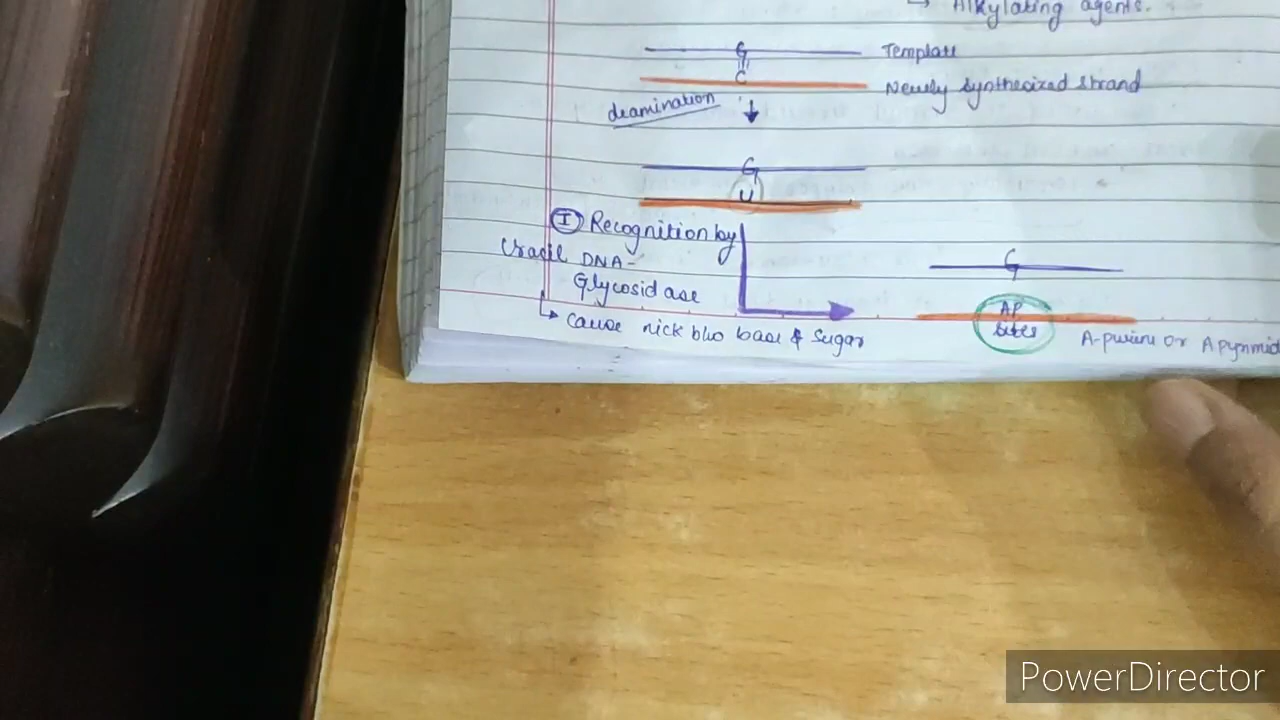 ↳ Alkylating agents.
G Template
C
Newly synthesized strand
deamination
G
U
I Recognition by
Uracil DNA-
Glycosidase
↳ cause nick b/w base & sugar
G
AP
sites
A-purine or Apyrimid
PowerDirector